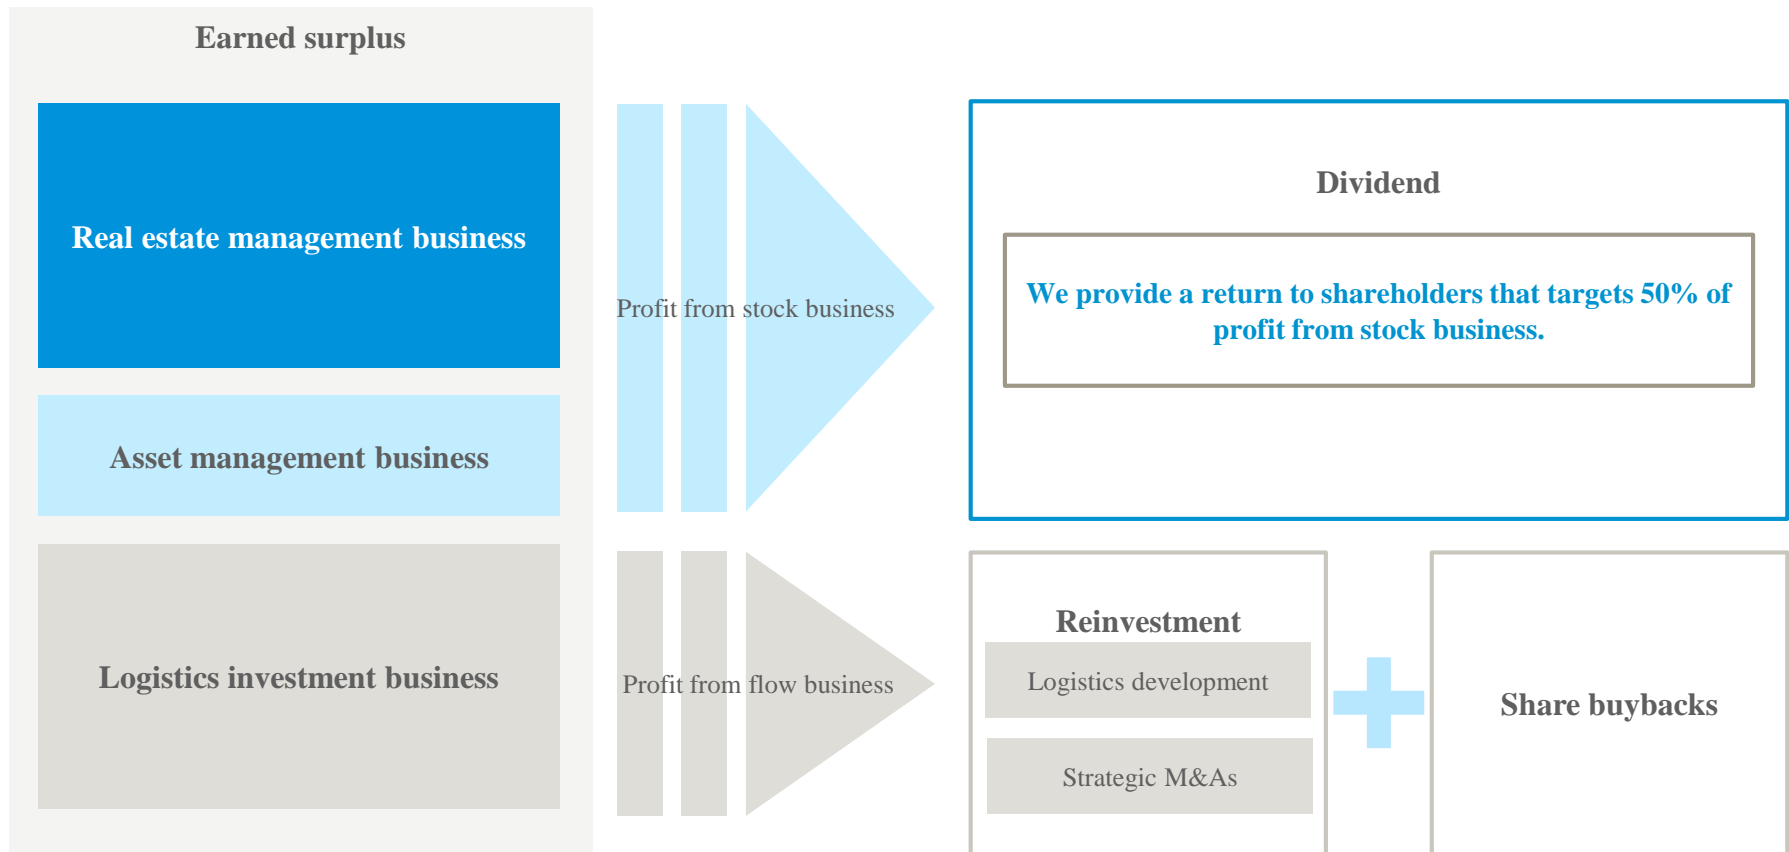 Earned surplus
Real estate management business
Asset management business
Logistics investment business
Profit from stock business
Profit from flow business
Dividend
We provide a return to shareholders that targets 50% of
profit from stock business.
Reinvestment
Logistics development
Strategic M&As
Share buybacks